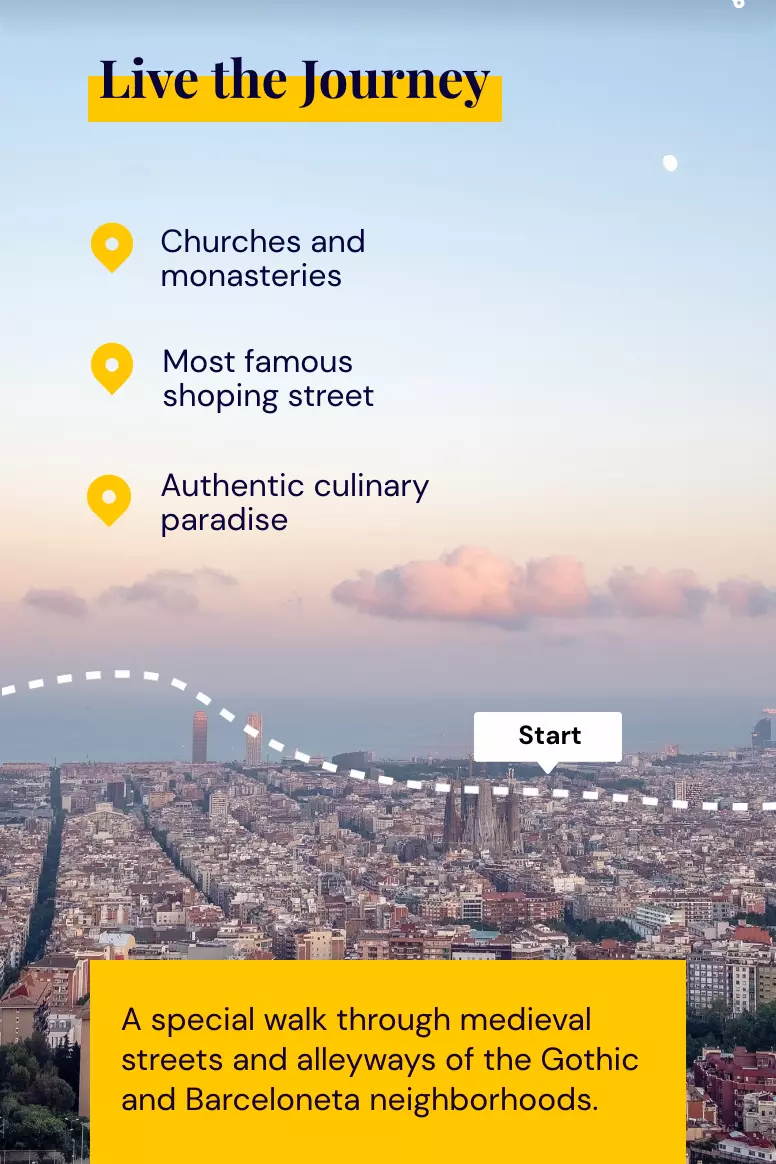 Live the Journey
Churches and
monasteries
Most famous
shoping street
Authentic culinary
paradise
Start
A special walk through medieval
streets and alleyways of the Gothic
and Barceloneta neighborhoods.